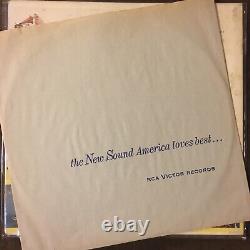 the New Sound America loves best...
RCA VICTOR RECORDS